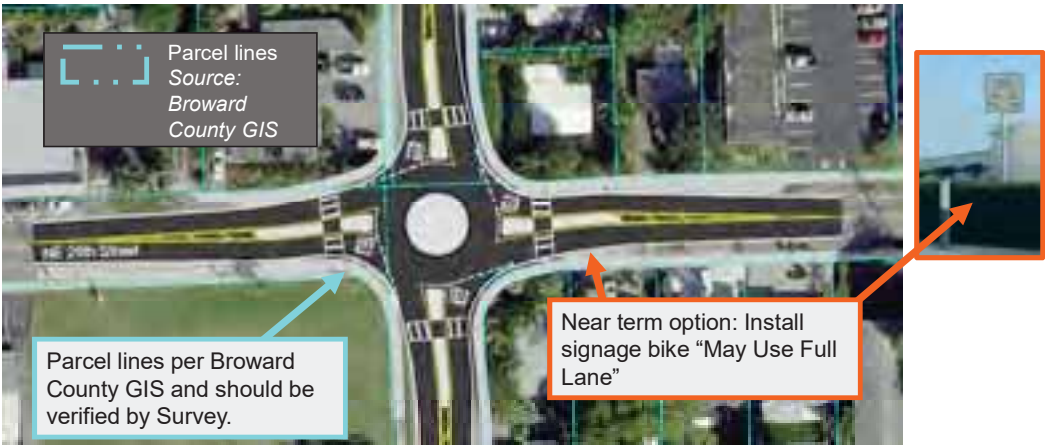 Parcel lines
Source:
Broward
County GIS
NE 26th Street
Near term option: Install
signage bike “May Use Full
Lane”
Parcel lines per Broward
County GIS and should be
verified by Survey.